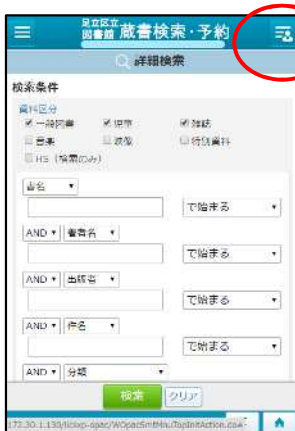 足立区立
図書館 蔵書検索・予約
詳細検索
検索条件
資料区分
一般図書 児童 雑誌
音楽 映像 特別資料
HS (検索のみ)
書名
で始まる
AND 著者名
で始まる
AND 出版者
で始まる
AND 件名
で始まる
AND 分類
検索 クリア